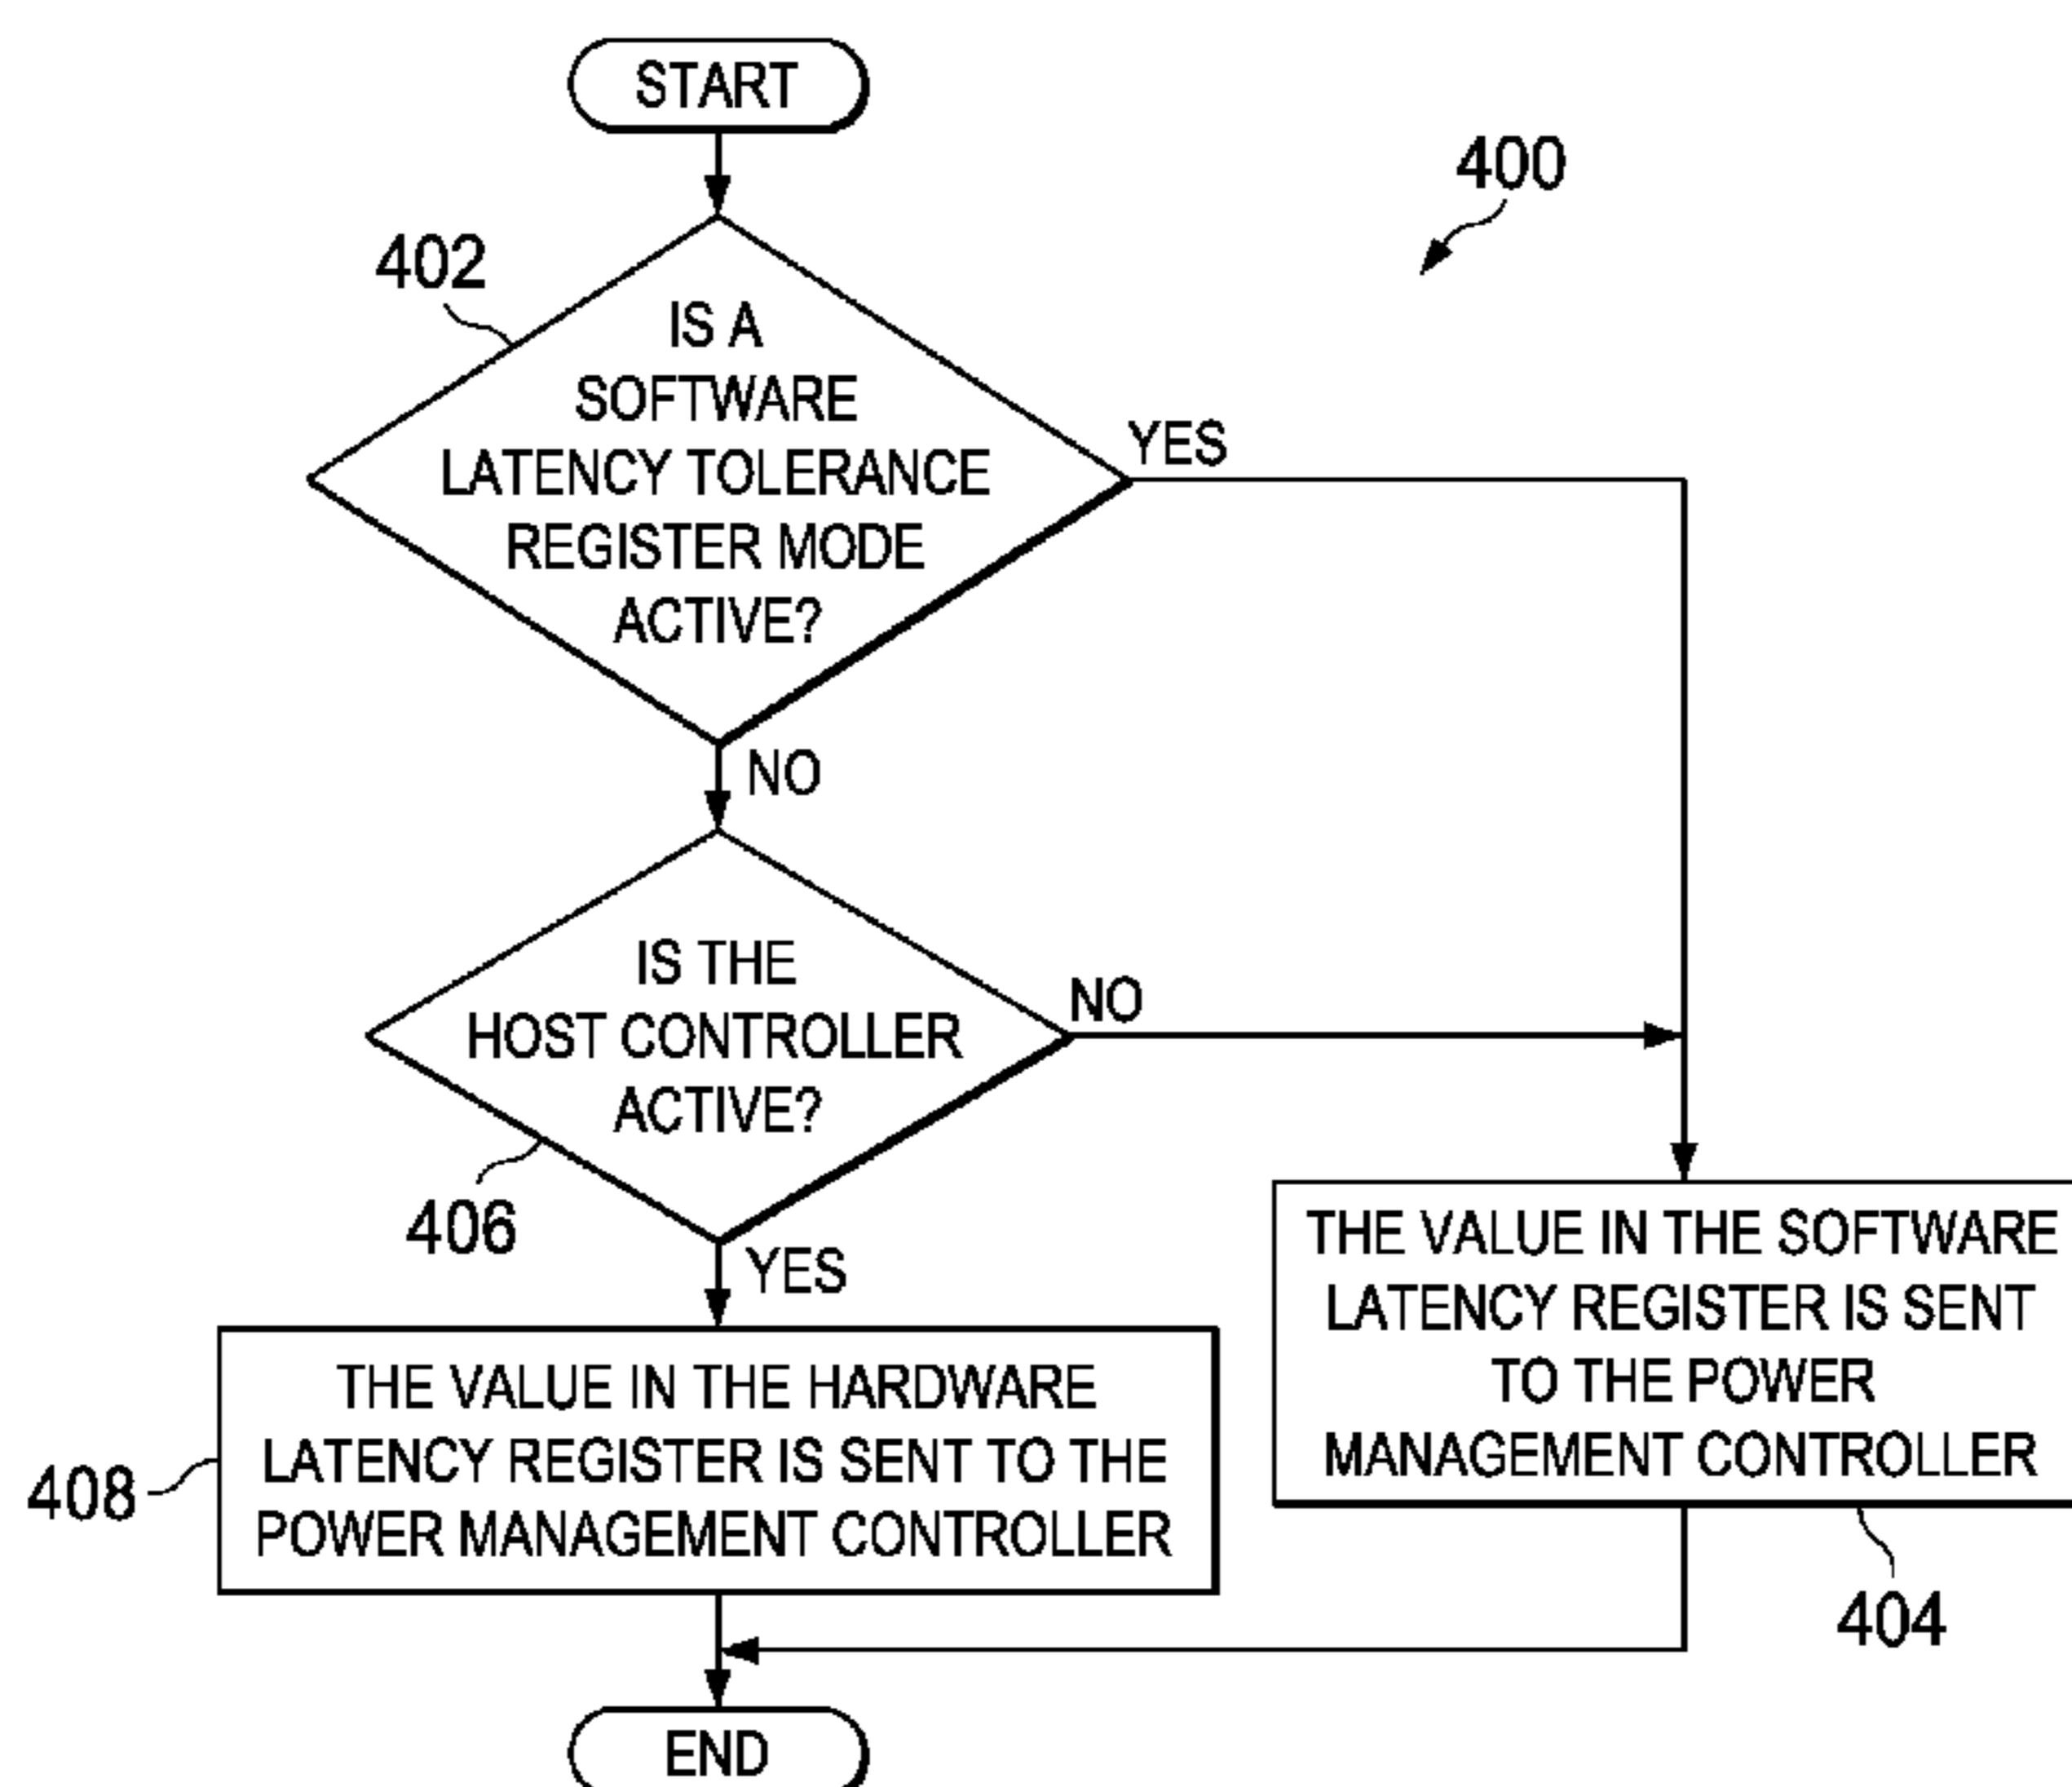 START
400
402
IS A
SOFTWARE
LATENCY TOLERANCE
REGISTER MODE
ACTIVE?
YES
NO
IS THE
HOST CONTROLLER
ACTIVE?
NO
406
YES
THE VALUE IN THE SOFTWARE
LATENCY REGISTER IS SENT
TO THE POWER
MANAGEMENT CONTROLLER
404
THE VALUE IN THE HARDWARE
LATENCY REGISTER IS SENT TO THE
POWER MANAGEMENT CONTROLLER
408
END